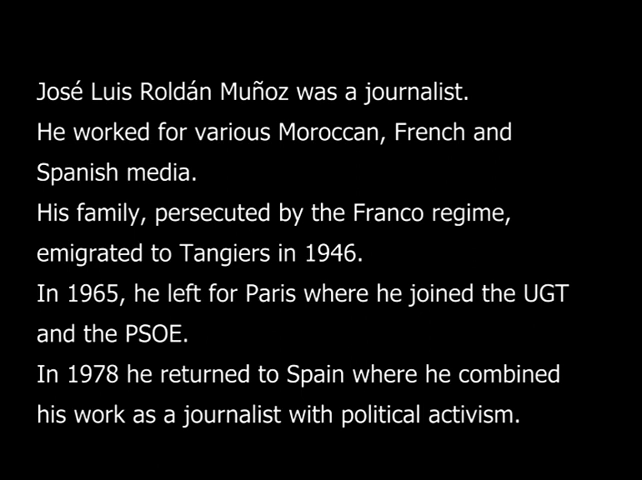 José Luis Roldán Muñoz was a journalist.
He worked for various Moroccan, French and
Spanish media.
His family, persecuted by the Franco regime,
emigrated to Tangiers in 1946.
In 1965, he left for Paris where he joined the UGT
and the PSOE.
In 1978 he returned to Spain where he combined
his work as a journalist with political activism.